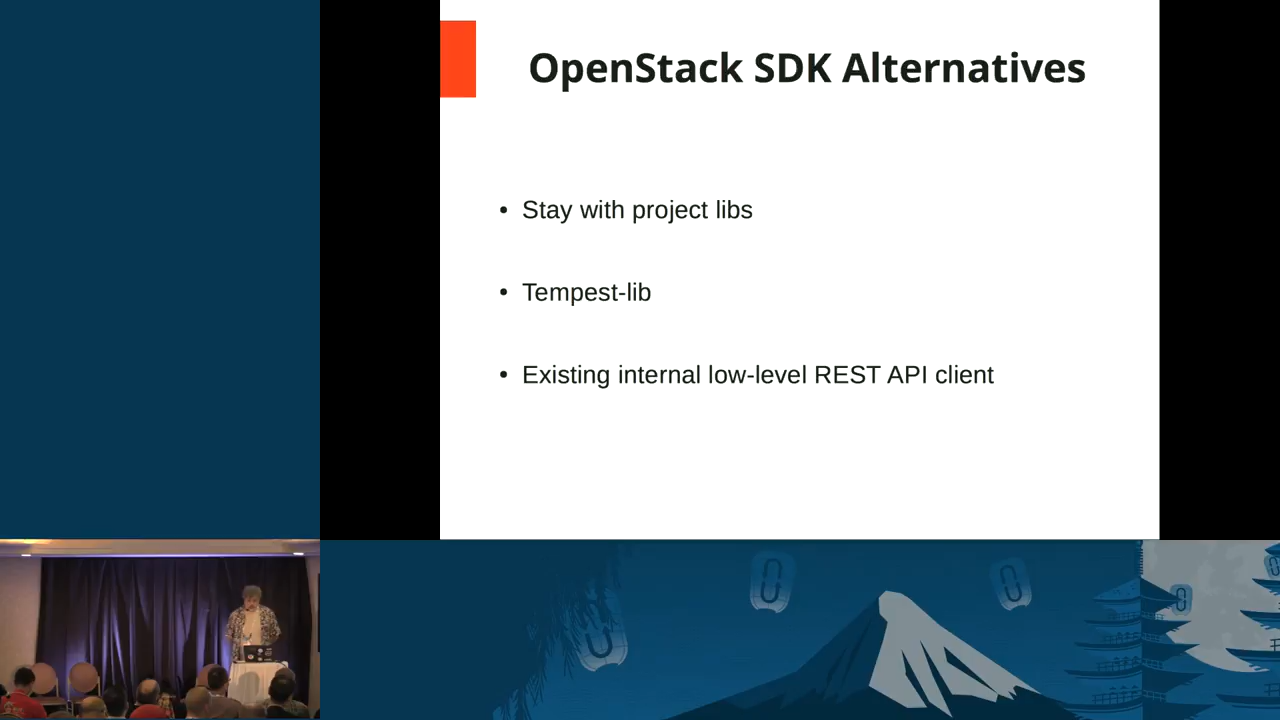 OpenStack SDK Alternatives
• Stay with project libs
• Tempest-lib
• Existing internal low-level REST API client